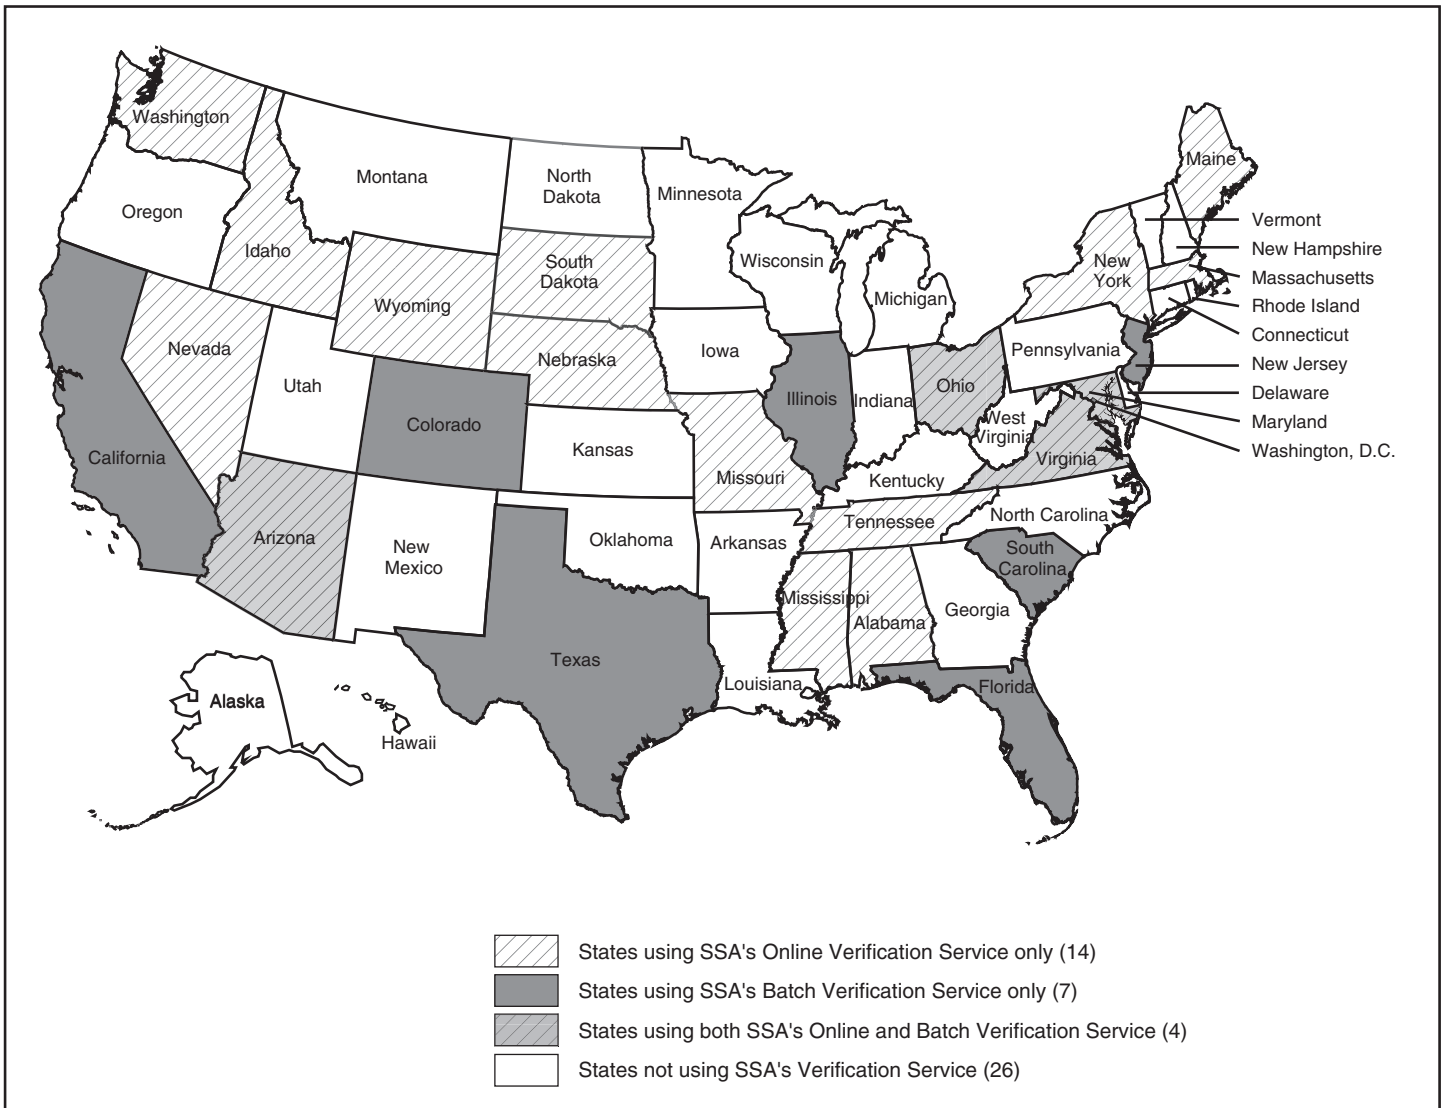 Washington
Maine
Montana
North
Dakota
Minnesota
Oregon
Vermont
New Hampshire
Idaho
South
Dakota
Wisconsin
New
York
Massachusetts
Rhode Island
Wyoming
Michigan
Connecticut
Nevada
Nebraska
Iowa
Pennsylvania
New Jersey
Utah
Ohio
Delaware
Illinois
Indiana
Maryland
Colorado
West
Virginia
Washington, D.C.
California
Kansas
Virginia
Missouri
Kentucky
Arizona
New
Mexico
Oklahoma
Arkansas
Tennessee
North Carolina
South
Carolina
Mississippi
Alabama
Georgia
Texas
Louisiana
Florida
Alaska
Hawaii
States using SSA's Online Verification Service only (14)
States using SSA's Batch Verification Service only (7)
States using both SSA's Online and Batch Verification Service (4)
States not using SSA's Verification Service (26)